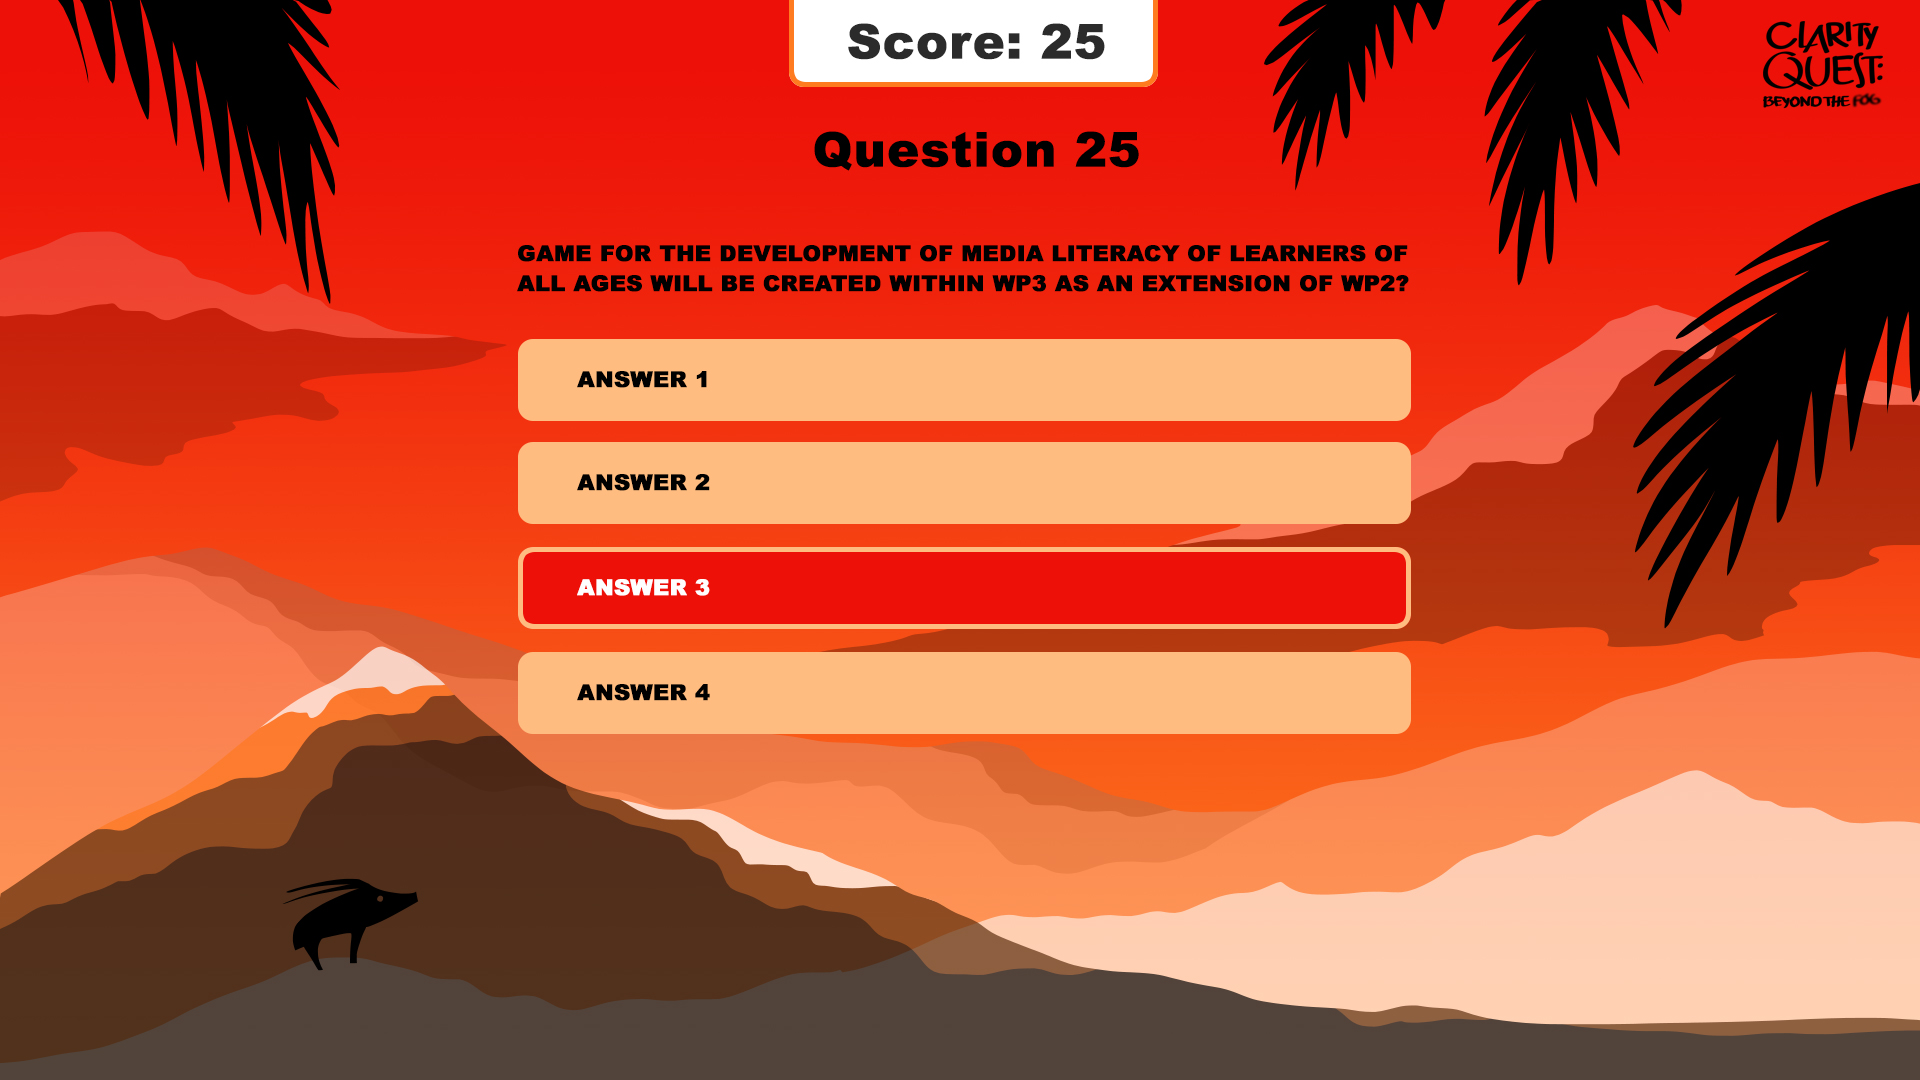 Score: 25
CLARITY
QUEST:
BEYOND THE FOG
Question 25
GAME FOR THE DEVELOPMENT OF MEDIA LITERACY OF LEARNERS OF
ALL AGES WILL BE CREATED WITHIN WP3 AS AN EXTENSION OF WP2?
ANSWER 1
ANSWER 2
ANSWER 3
ANSWER 4